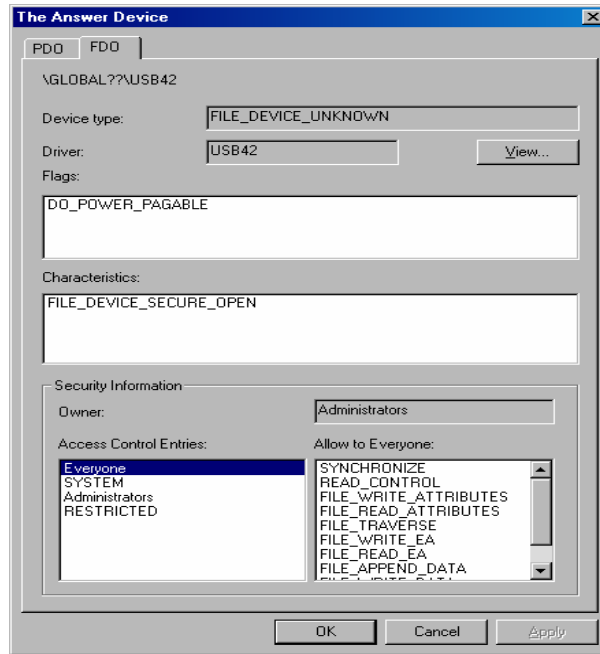 The Answer Device
PDO FDO
\GLOBAL??\USB42
Device type: FILE_DEVICE_UNKNOWN
Driver: USB42 View...
Flags:
DO_POWER_PAGABLE
Characteristics:
FILE_DEVICE_SECURE_OPEN
Security Information
Owner: Administrators
Access Control Entries:
Everyone
SYSTEM
Administrators
RESTRICTED
Allow to Everyone:
SYNCHRONIZE
READ_CONTROL
FILE_WRITE_ATTRIBUTES
FILE_READ_ATTRIBUTES
FILE_TRAVERSE
FILE_WRITE_EA
FILE_READ_EA
FILE_APPEND_DATA
OK Cancel Apply